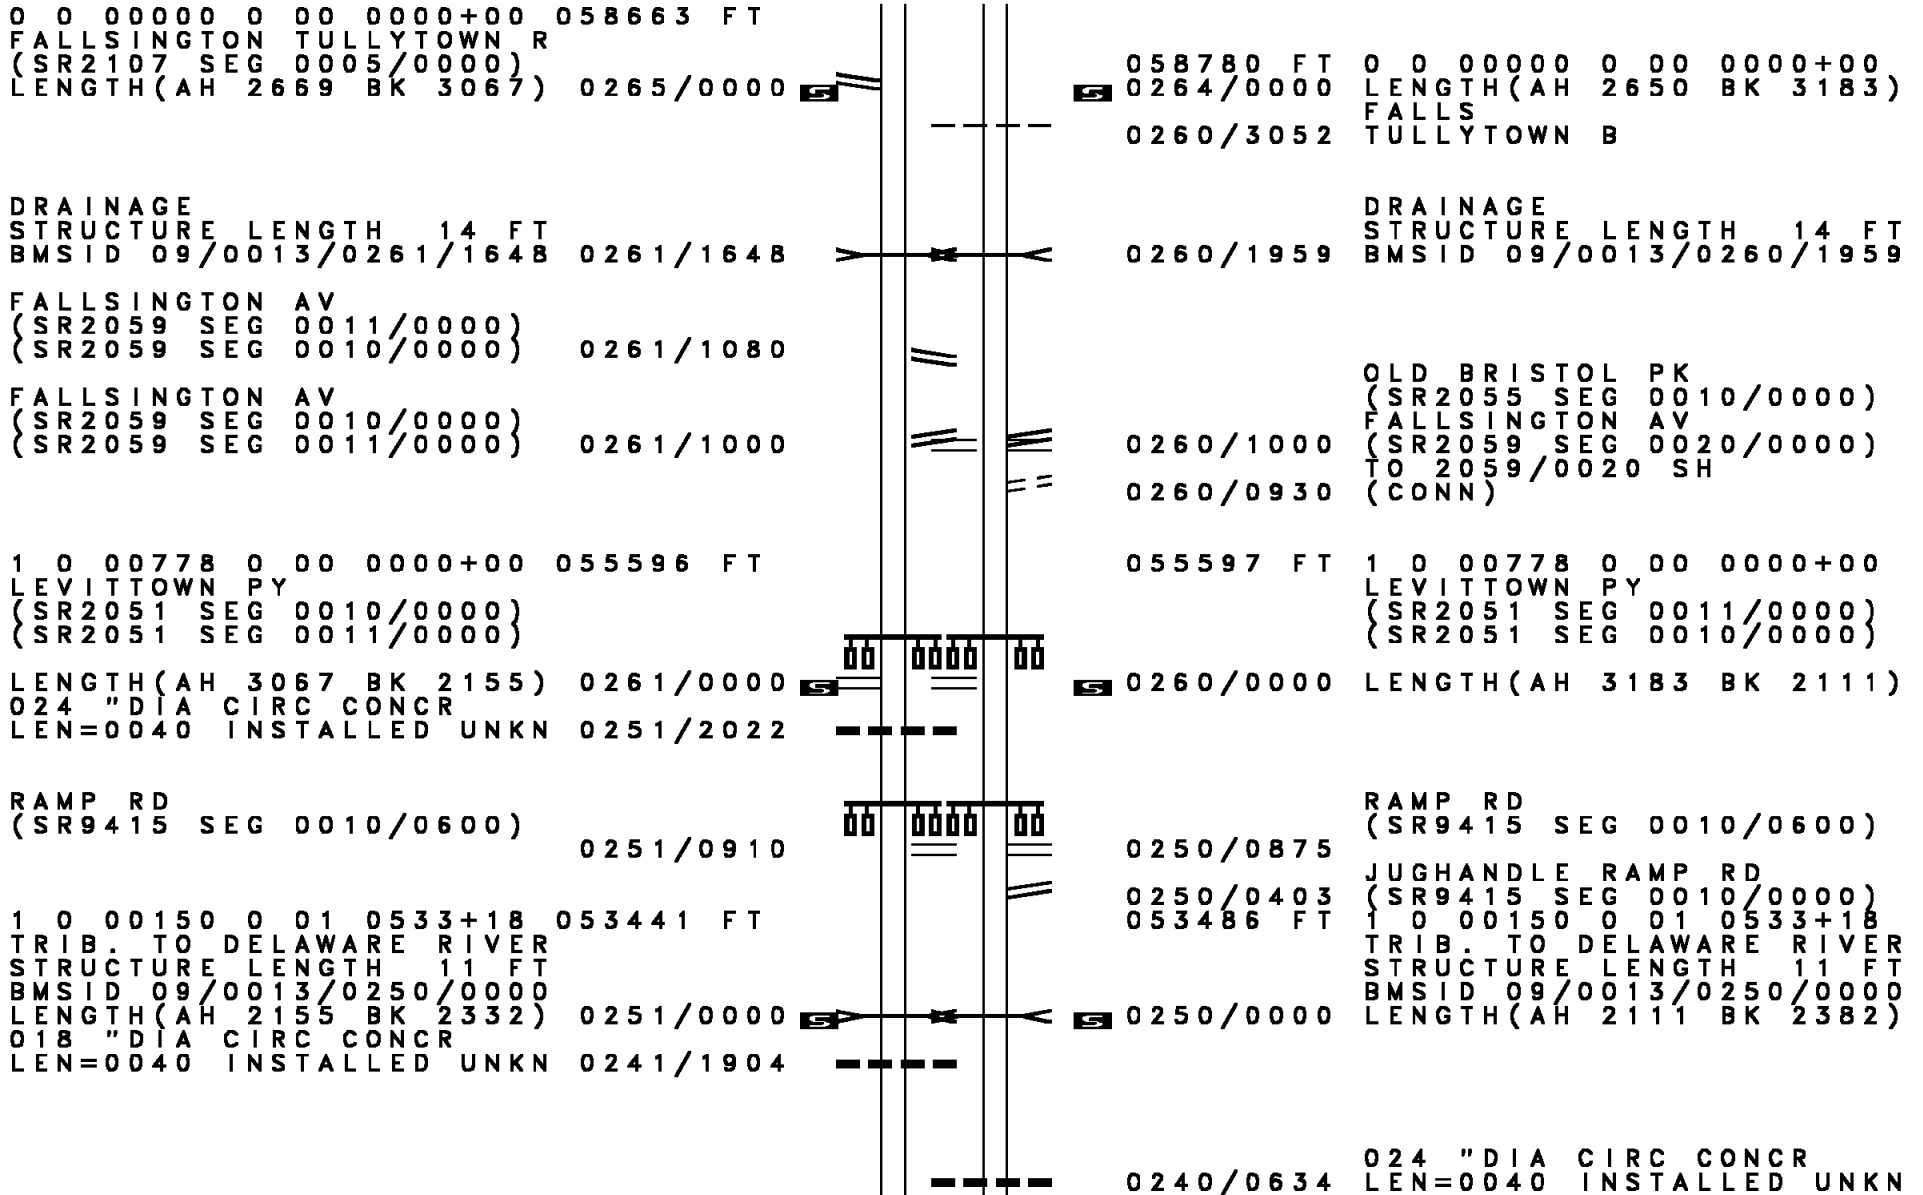 0 0 00000 0 00 0000+00 058663 FT
FALLSINGTON TULLYTOWN R
(SR2107 SEG 0005/0000)
LENGTH(AH 2669 BK 3067) 0265/0000 S
DRAINAGE
STRUCTURE LENGTH 14 FT
BMSID 09/0013/0261/1648 0261/1648
FALLSINGTON AV
(SR2059 SEG 0011/0000)
(SR2059 SEG 0010/0000) 0261/1080
FALLSINGTON AV
(SR2059 SEG 0010/0000)
(SR2059 SEG 0011/0000) 0261/1000
1 0 00778 0 00 0000+00 055596 FT
LEVITTOWN PY
(SR2051 SEG 0010/0000)
(SR2051 SEG 0011/0000)
LENGTH(AH 3067 BK 2155) 0261/0000 S
024 "DIA CIRC CONCR
LEN=0040 INSTALLED UNKN 0251/2022
RAMP RD
(SR9415 SEG 0010/0600)
0251/0910
1 0 00150 0 01 0533+18 053441 FT
TRIB. TO DELAWARE RIVER
STRUCTURE LENGTH 11 FT
BMSID 09/0013/0250/0000
LENGTH(AH 2155 BK 2332) 0251/0000 S
018 "DIA CIRC CONCR
LEN=0040 INSTALLED UNKN 0241/1904
058780 FT 0 0 00000 0 00 0000+00
S 0264/0000 LENGTH(AH 2650 BK 3183)
FALLS
0260/3052 TULLYTOWN B
DRAINAGE
STRUCTURE LENGTH 14 FT
0260/1959 BMSID 09/0013/0260/1959
OLD BRISTOL PK
(SR2055 SEG 0010/0000)
FALLSINGTON AV
0260/1000 (SR2059 SEG 0020/0000)
TO 2059/0020 SH
0260/0930 (CONN)
055597 FT 1 0 00778 0 00 0000+00
LEVITTOWN PY
(SR2051 SEG 0011/0000)
(SR2051 SEG 0010/0000)
S 0260/0000 LENGTH(AH 3183 BK 2111)
RAMP RD
(SR9415 SEG 0010/0600)
0250/0875
JUGHANDLE RAMP RD
0250/0403 (SR9415 SEG 0010/0000)
053486 FT 1 0 00150 0 01 0533+18
TRIB. TO DELAWARE RIVER
STRUCTURE LENGTH 11 FT
BMSID 09/0013/0250/0000
S 0250/0000 LENGTH(AH 2111 BK 2382)
024 "DIA CIRC CONCR
0240/0634 LEN=0040 INSTALLED UNKN